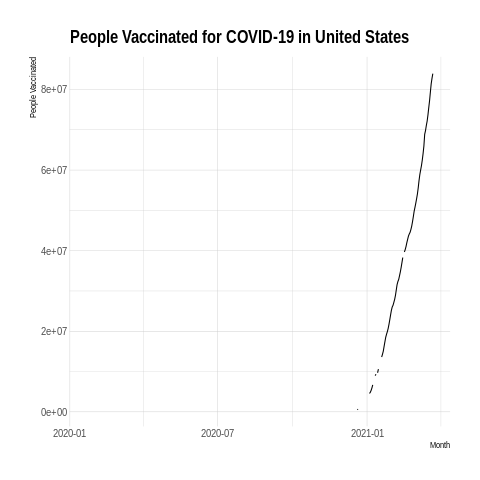 People Vaccinated for COVID-19 in United States
People Vaccinated
8e+07
6e+07
4e+07
2e+07
0e+00
2020-01
2020-07
2021-01
Month